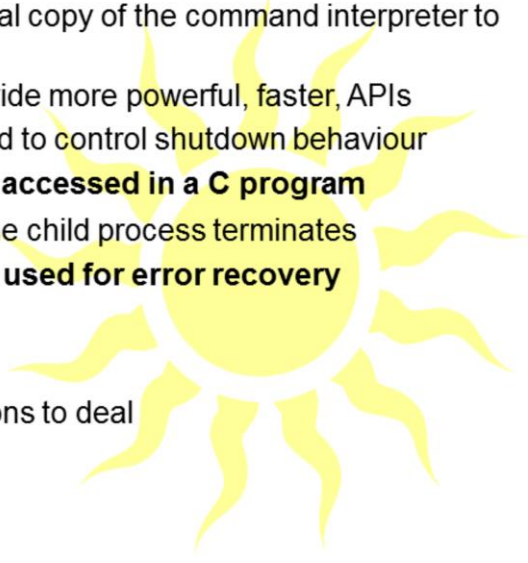 al copy of the command interpreter to
ide more powerful, faster, APIs
d to control shutdown behaviour
accessed in a C program
e child process terminates
used for error recovery
ns to deal